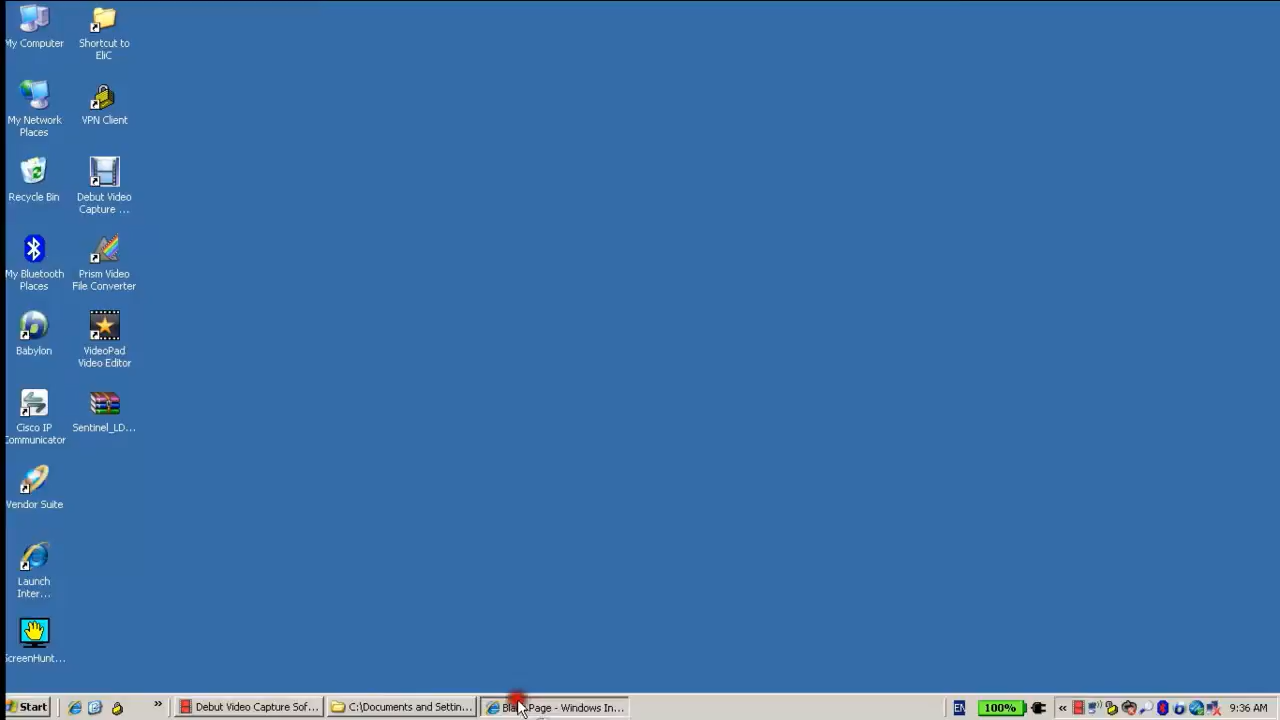 My Computer
Shortcut to
EliC
My Network
Places
VPN Client
Recycle Bin
Debut Video
Capture ...
My Bluetooth
Places
Prism Video
File Converter
Babylon
VideoPad
Video Editor
Cisco IP
Communicator
Sentinel_LD...
Vendor Suite
Launch
Inter...
ScreenHunt...
Start
»
Debut Video Capture Sof...
C:\Documents and Settin...
Page - Windows In...
EN
100%
«
9:36 AM